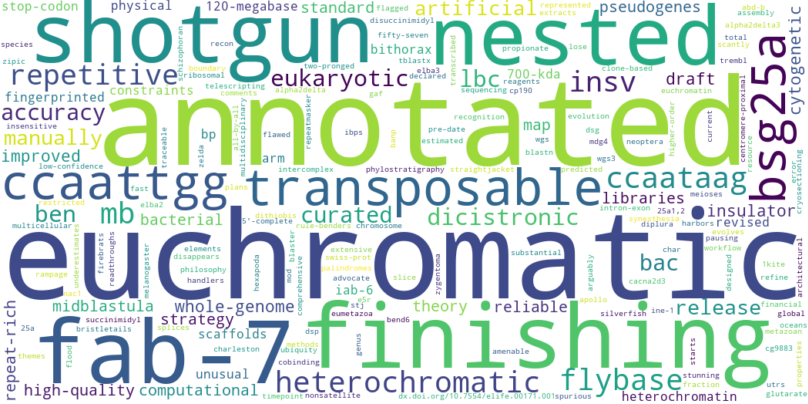 stop-codon physical 120-megabase standard artificial represented extracts pseudogenes
flagged abd-b assembly
shotgun disuccinimidyl nested alpha2delta3
species recon fifty-seven bithorax transcribed total scantly
zipic schizophoran two-pronged tblastx propionate lose trembl
repetitive ribosomal eukaryotic elba3 declared lbc 700-kda clone-based insv draft cytogenetic
fingerprinted telescripting boundary comments alpha2delta gaf sequencing cp190 reagents euchromatin
accuracy constraints annotated bsg25a
insensitive all-by-all multidisciplinary repeatmasker recognition evolution higher-order current centromere-proximal resource
manually traceable bp zelda flawed ibps barp pre-date estimated map dsg wgs mdg4 neoptera
improved arm intercomplex blastn wgs3 predicted
low-confidence phylostratigraphy straightjacket
ccaattgg fast plans transposable ccaataag meioses libraries error cryosectioning
restricted elba2 dithiobis intron-exon 25a1,2
ben mb bacterial 5'-complete rule-benders chromosome curated dicistronic synesthesia insulator
multicellular diplura harbors revised
euchromatic
underestimates firebrats readthroughs melanogaster elements disappears extensive swiss-prot hexapoda zygentoma substantial bac pausing evolves architectural
rampage philosophy mod blaster comprehensive palindromes slice char workflow 1kite
mac1 handlers advocate cacna2d3 arguably designed refine
midblastula whole-genome iab-6 e5r theory reliable apollo release financial
repeat-rich succinimidyl stj eumetazoa bend6 silverfish ine-1 global
25a splices strategy scaffolds oceans metazoan
fab-7 bristletails charleston dsp genus finishing cg9883
themes flood unusual ubiquity methods amenable starts properties
cobinding stunning utrs
high-quality computational heterochromatic flybase fraction glutarate
timepoint nonsatellite dx.doi.org/10.7554/elife.00171.001 spurious heterochromatin